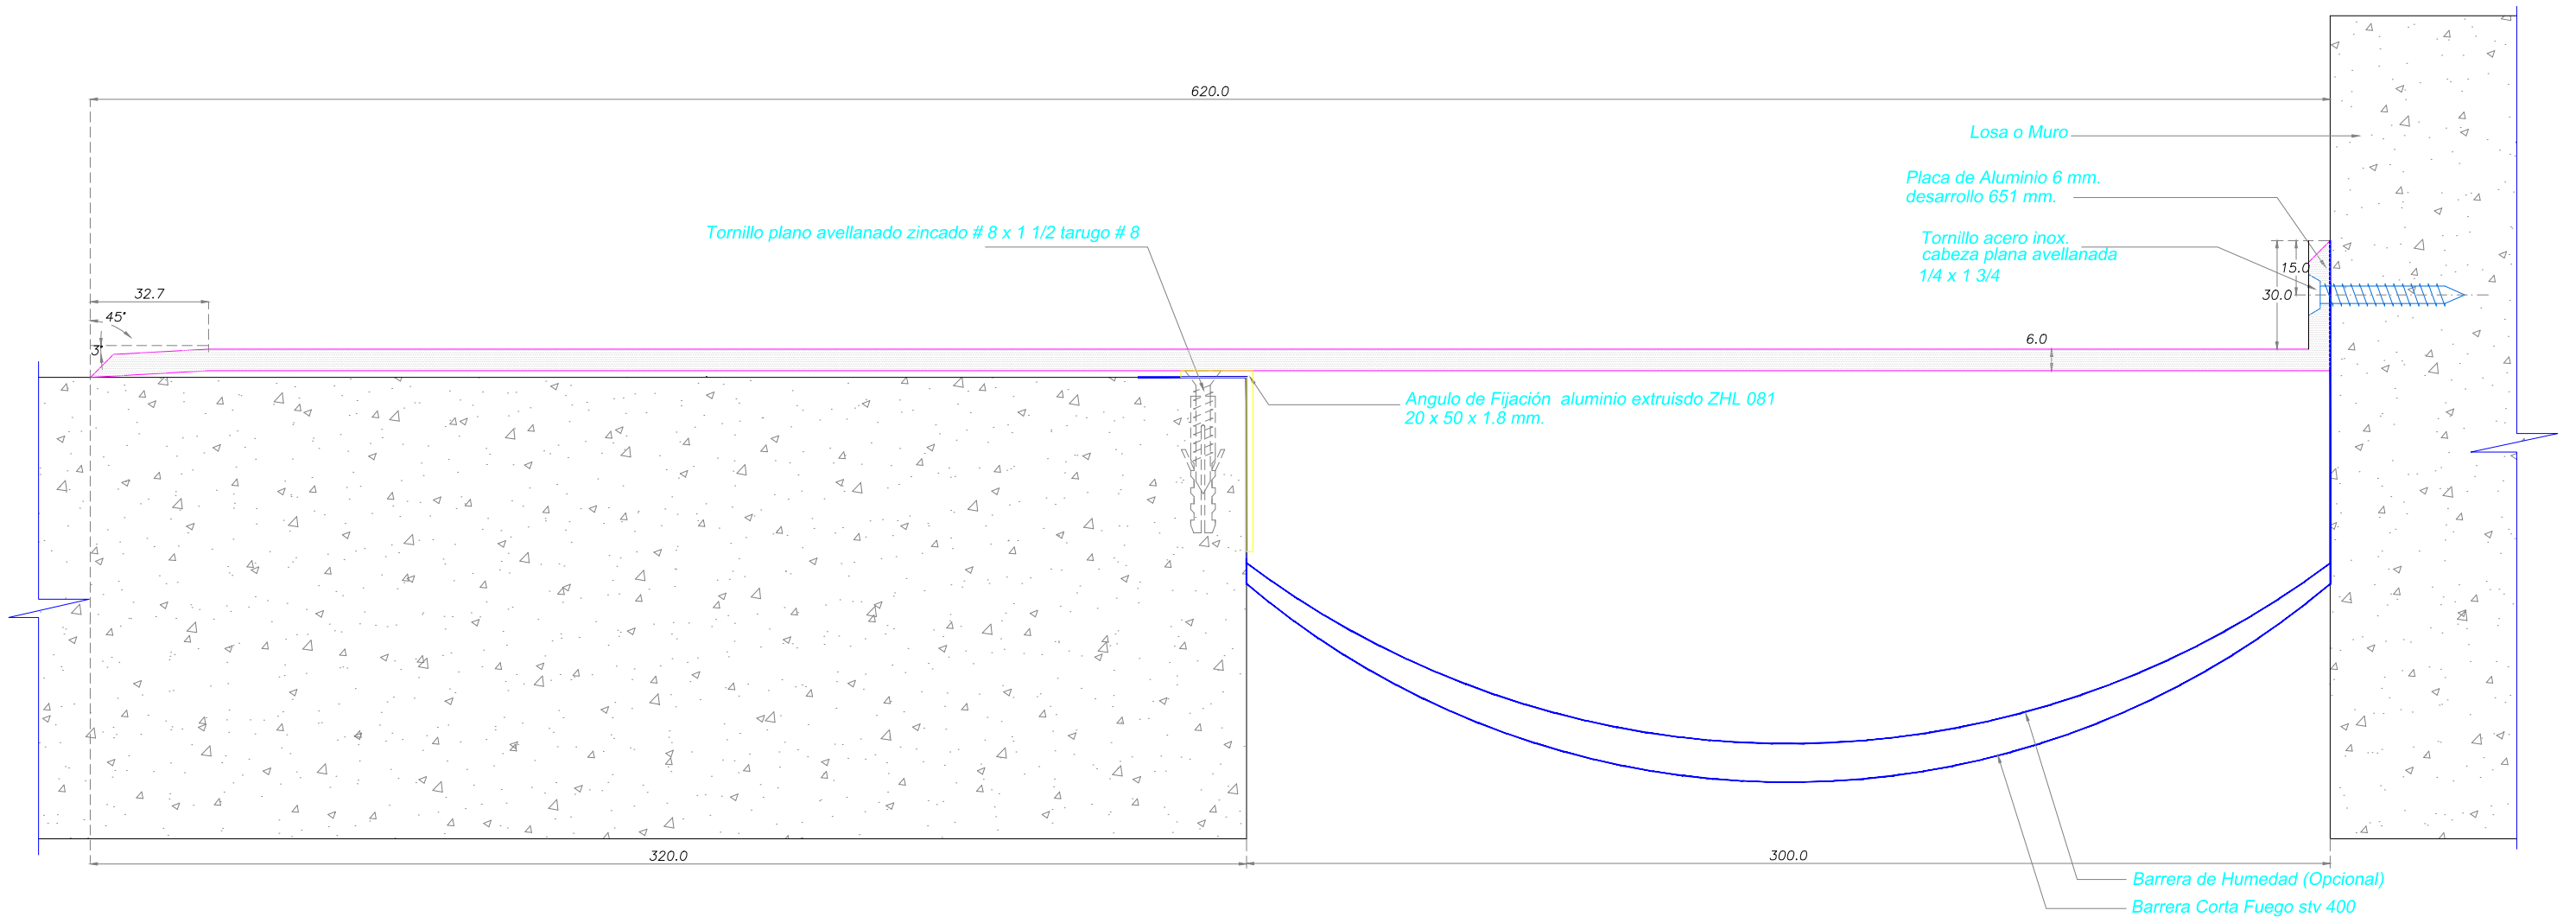 620.0
Losa o Muro
Placa de Aluminio 6 mm.
desarrollo 651 mm.
Tornillo plano avellanado zincado # 8 x 1 1/2 tarugo # 8
Tornillo acero inox.
cabeza plana avellanada
1/4 x 1 3/4
15.0
30.0
32.7
45°
3°
6.0
Angulo de Fijación aluminio extruisdo ZHL 081
20 x 50 x 1.8 mm.
320.0
300.0
Barrera de Humedad (Opcional)
Barrera Corta Fuego stv 400